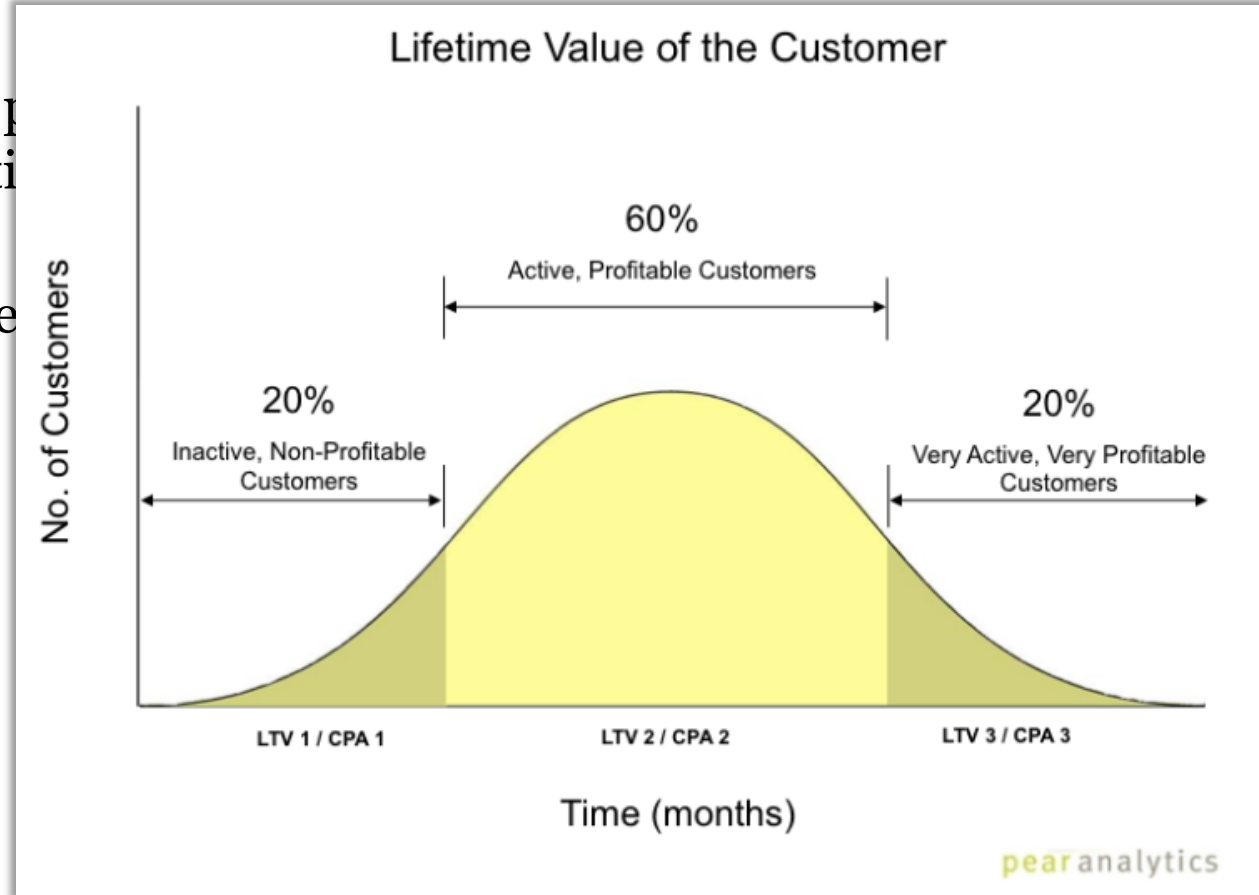 Lifetime Value of the Customer
60%
Active, Profitable Customers
20%
Inactive, Non-Profitable
Customers
20%
Very Active, Very Profitable
Customers
No. of Customers
LTV 1 / CPA 1
LTV 2 / CPA 2
LTV 3 / CPA 3
Time (months)
pearanalytics